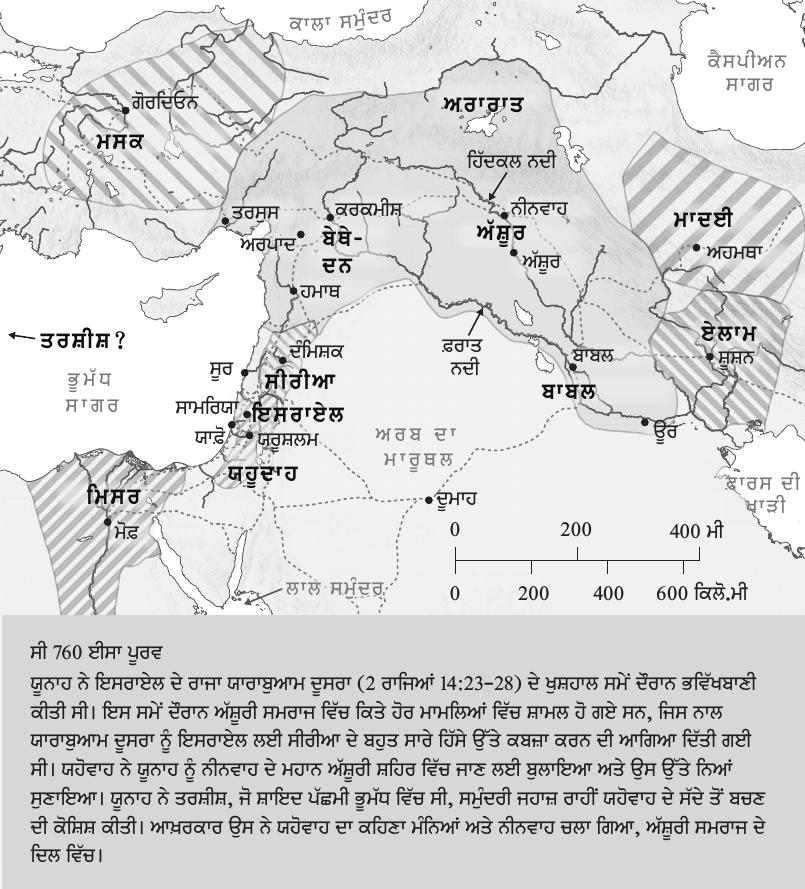 ਕਾਲਾ ਸਮੁੰਦਰ
ਕੈਸਪੀਅਨ
ਸਾਗਰ
ਗੋਰਦਿਓਨ
ਮਸਕ
ਅਰਾਰਾਤ
ਹਿੱਦਕਲ ਨਦੀ
ਤਰਸੁਸ
ਕਰਕਮੀਸ਼
ਨੀਨਵਾਹ
ਮਾਦਈ
ਅਰਪਾਦ
ਬੇਥੇ-
ਦਨ
ਅੱਸ਼ੂਰ
ਅੱਸ਼ੂਰ
ਅਹਮਥਾ
ਹਮਾਥ
ਤਰਸ਼ੀਸ਼ ?
ਦੰਮਿਸ਼ਕ
ਫ਼ਰਾਤ
ਨਦੀ
ਏਲਾਮ
ਸ਼ੂਸ਼ਨ
ਬਾਬਲ
ਬਾਬਲ
ਸੂਰ
ਸੀਰੀਆ
ਭੂਮੱਧ
ਸਾਗਰ
ਸਾਮਰਿਯਾ
ਇਸਰਾਏਲ
ਯਾਫ਼ੋ
ਯਰੂਸ਼ਲਮ
ਅਰਬ ਦਾ
ਮਾਰੂਥਲ
ਊਰ
ਯਹੂਦਾਹ
ਫਾਰਸ ਦੀ
ਖਾੜੀ
ਮਿਸਰ
ਮੋਫ਼
ਦੂਮਾਹ
0 200 400 ਮੀ
0 200 400 600 ਕਿਲੋ.ਮੀ
ਲਾਲ ਸਮੁੰਦਰ
ਸੀ 760 ਈਸਾ ਪੂਰਵ
ਯੂਨਾਹ ਨੇ ਇਸਰਾਏਲ ਦੇ ਰਾਜਾ ਯਾਰਾਬੁਆਮ ਦੂਸਰਾ (2 ਰਾਜਿਆਂ 14:23-28) ਦੇ ਖੁਸ਼ਹਾਲ ਸਮੇਂ ਦੌਰਾਨ ਭਵਿੱਖਬਾਣੀ
ਕੀਤੀ ਸੀ। ਇਸ ਸਮੇਂ ਦੌਰਾਨ ਅੱਸ਼ੂਰੀ ਸਮਰਾਜ ਵਿੱਚ ਕਿਤੇ ਹੋਰ ਮਾਮਲਿਆਂ ਵਿੱਚ ਸ਼ਾਮਲ ਹੋ ਗਏ ਸਨ, ਜਿਸ ਨਾਲ
ਯਾਰਾਬੁਆਮ ਦੂਸਰਾ ਨੂੰ ਇਸਰਾਏਲ ਲਈ ਸੀਰੀਆ ਦੇ ਬਹੁਤ ਸਾਰੇ ਹਿੱਸੇ ਉੱਤੇ ਕਬਜ਼ਾ ਕਰਨ ਦੀ ਆਗਿਆ ਦਿੱਤੀ ਗਈ
ਸੀ। ਯਹੋਵਾਹ ਨੇ ਯੂਨਾਹ ਨੂੰ ਨੀਨਵਾਹ ਦੇ ਮਹਾਨ ਅੱਸ਼ੂਰੀ ਸ਼ਹਿਰ ਵਿੱਚ ਜਾਣ ਲਈ ਬੁਲਾਇਆ ਅਤੇ ਉਸ ਉੱਤੇ ਨਿਆਂ
ਸੁਣਾਇਆ। ਯੂਨਾਹ ਨੇ ਤਰਸ਼ੀਸ਼, ਜੋ ਸ਼ਾਇਦ ਪੱਛਮੀ ਭੂਮੱਧ ਵਿੱਚ ਸੀ, ਸਮੁੰਦਰੀ ਜਹਾਜ਼ ਰਾਹੀਂ ਯਹੋਵਾਹ ਦੇ ਸੱਦੇ ਤੋਂ ਬਚਣ
ਦੀ ਕੋਸ਼ਿਸ਼ ਕੀਤੀ। ਆਖ਼ਰਕਾਰ ਉਸ ਨੇ ਯਹੋਵਾਹ ਦਾ ਕਹਿਣਾ ਮੰਨਿਆਂ ਅਤੇ ਨੀਨਵਾਹ ਚਲਾ ਗਿਆ, ਅੱਸ਼ੂਰੀ ਸਮਰਾਜ ਦੇ
ਦਿਲ ਵਿੱਚ।